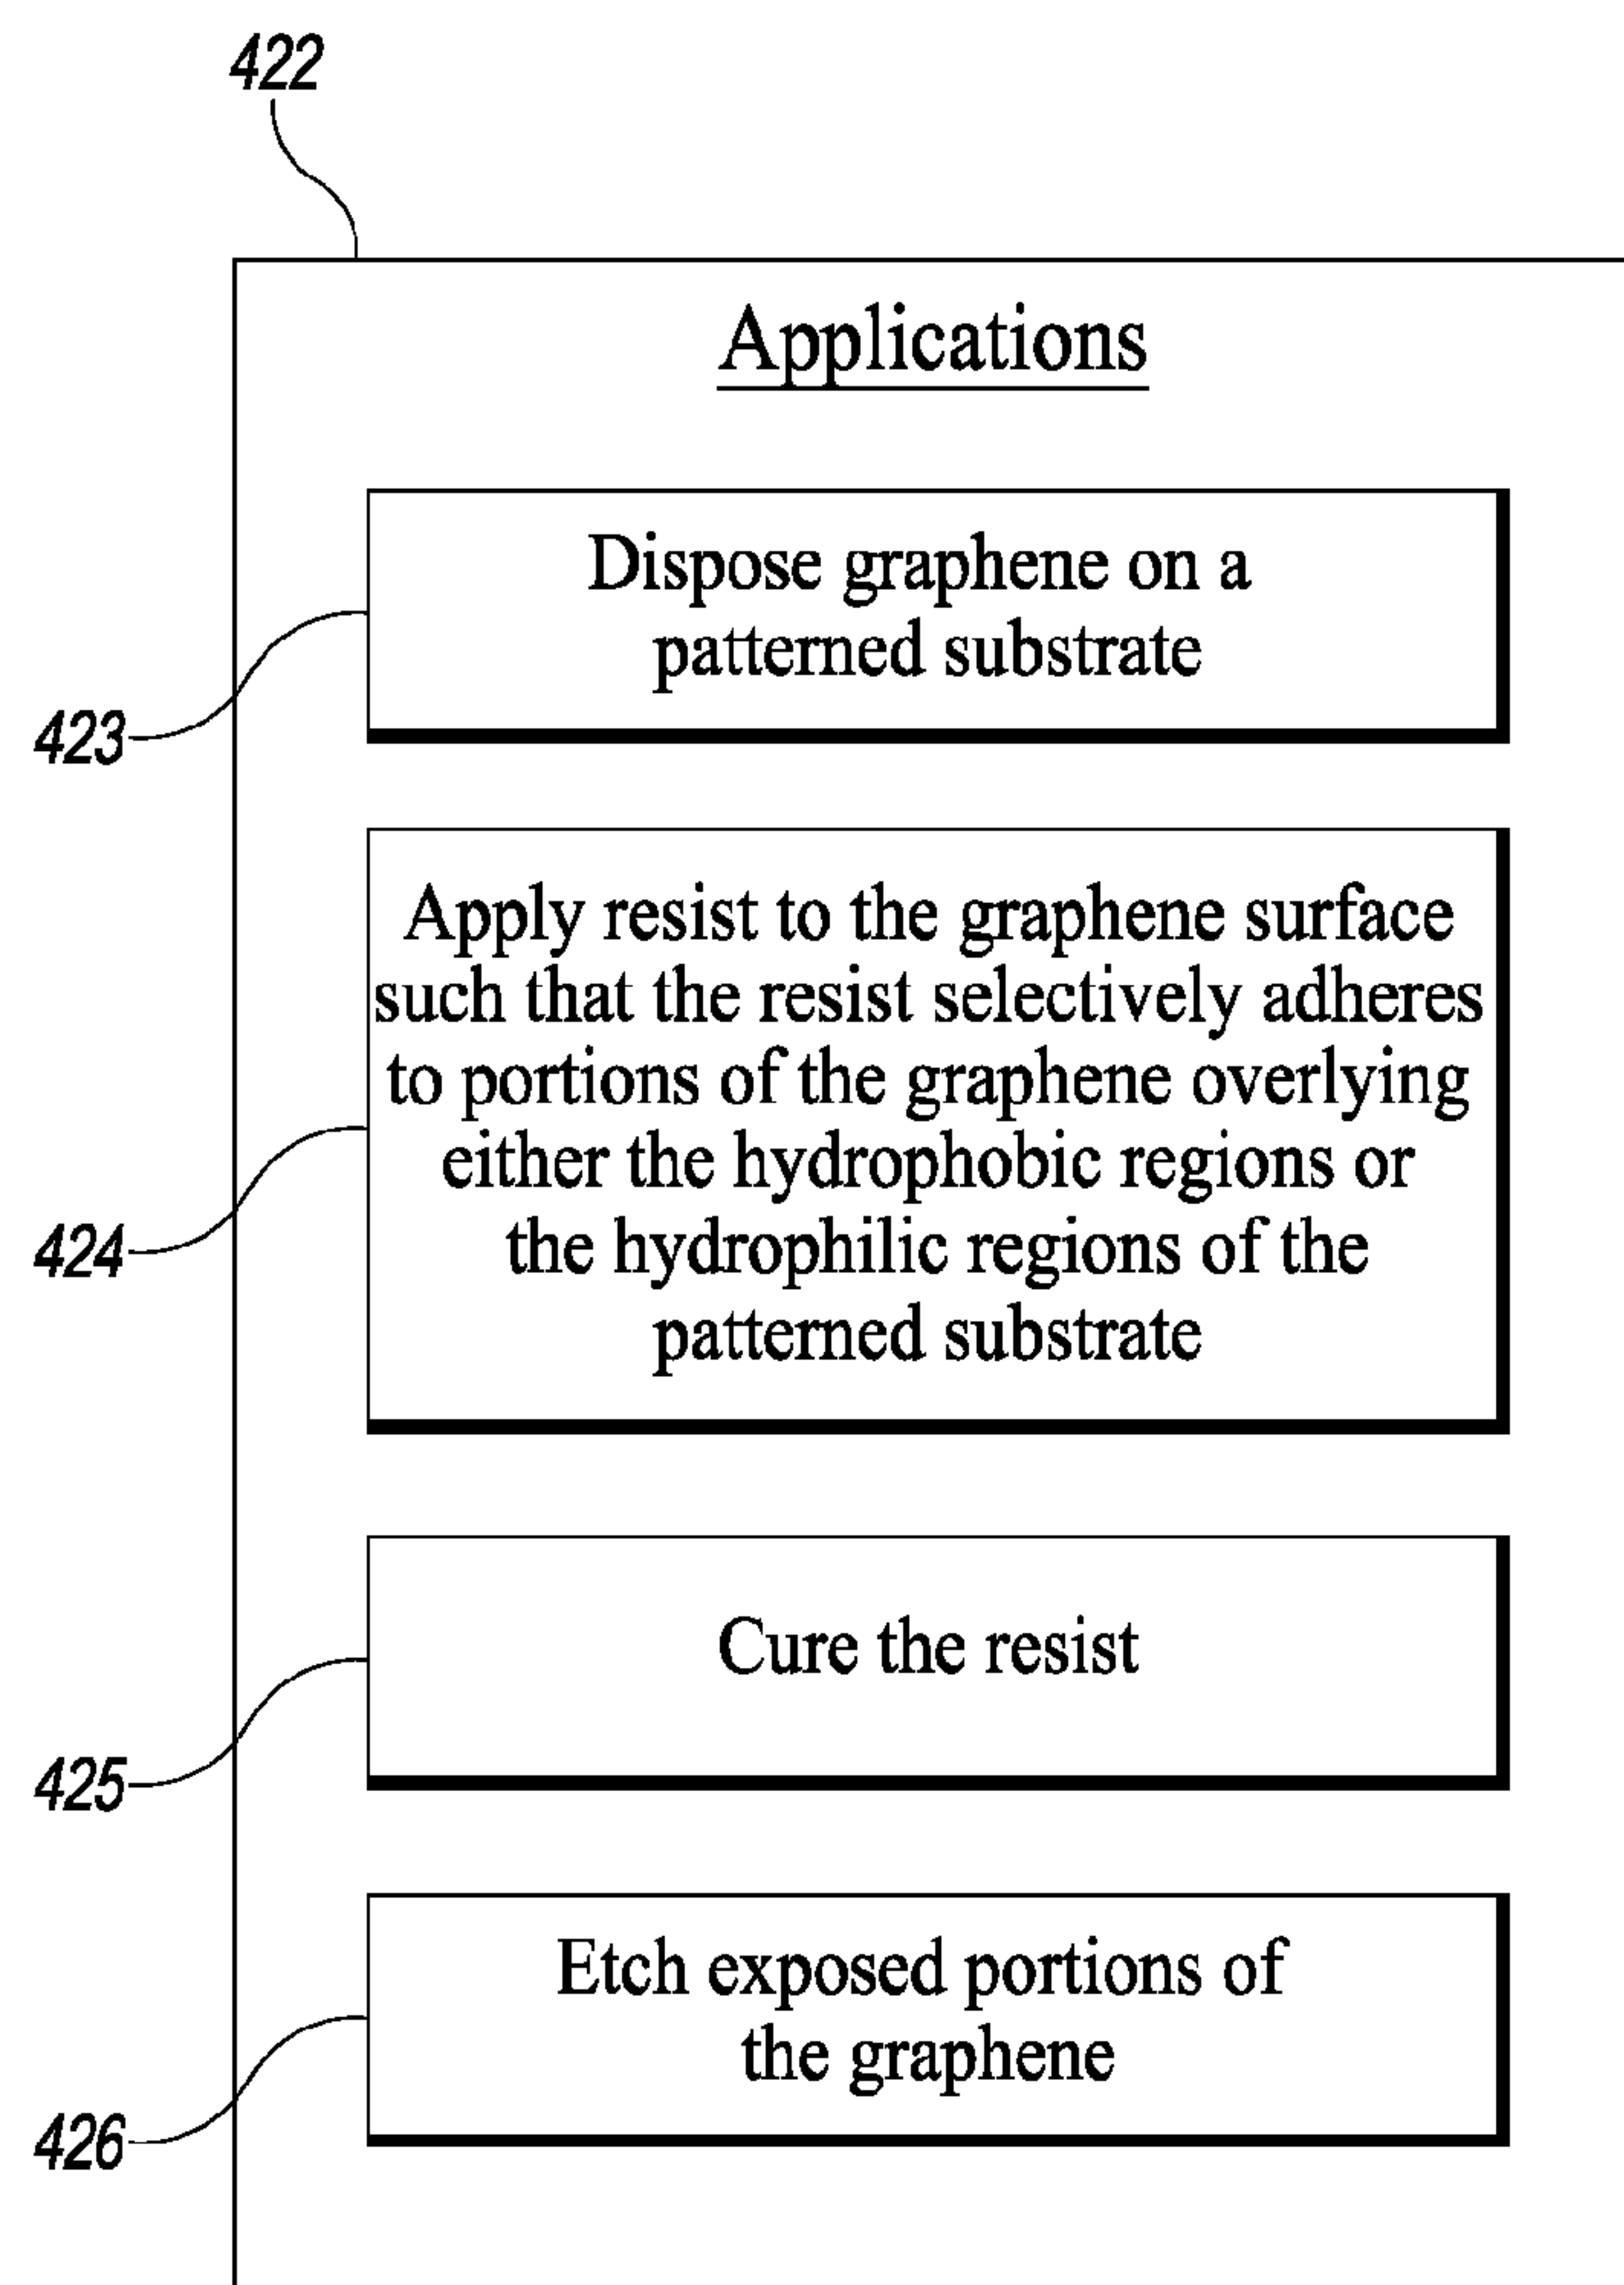 422
Applications
Dispose graphene on a
patterned substrate
423
Apply resist to the graphene surface
such that the resist selectively adheres
to portions of the graphene overlying
either the hydrophobic regions or
the hydrophilic regions of the
patterned substrate
424
Cure the resist
425
Etch exposed portions of
the graphene
426